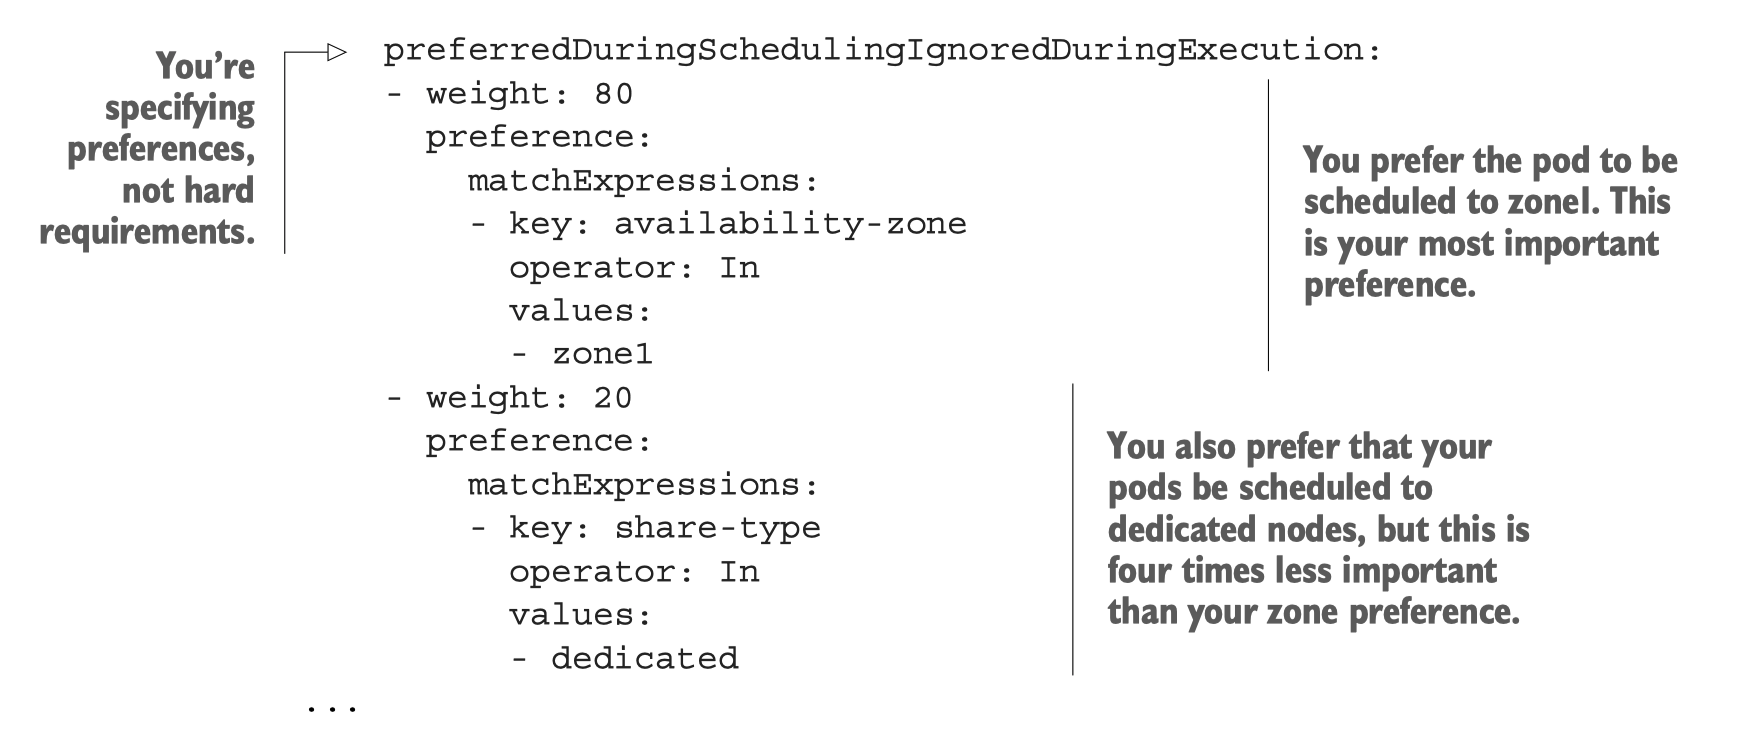 You're
specifying
preferences,
not hard
requirements.
preferredDuringSchedulingIgnoredDuringExecution:
- weight: 80
  preference:
    matchExpressions:
    - key: availability-zone
      operator: In
      values:
      - zone1
You prefer the pod to be
scheduled to zone1. This
is your most important
preference.
- weight: 20
  preference:
    matchExpressions:
    - key: share-type
      operator: In
      values:
      - dedicated
You also prefer that your
pods be scheduled to
dedicated nodes, but this is
four times less important
than your zone preference.
...